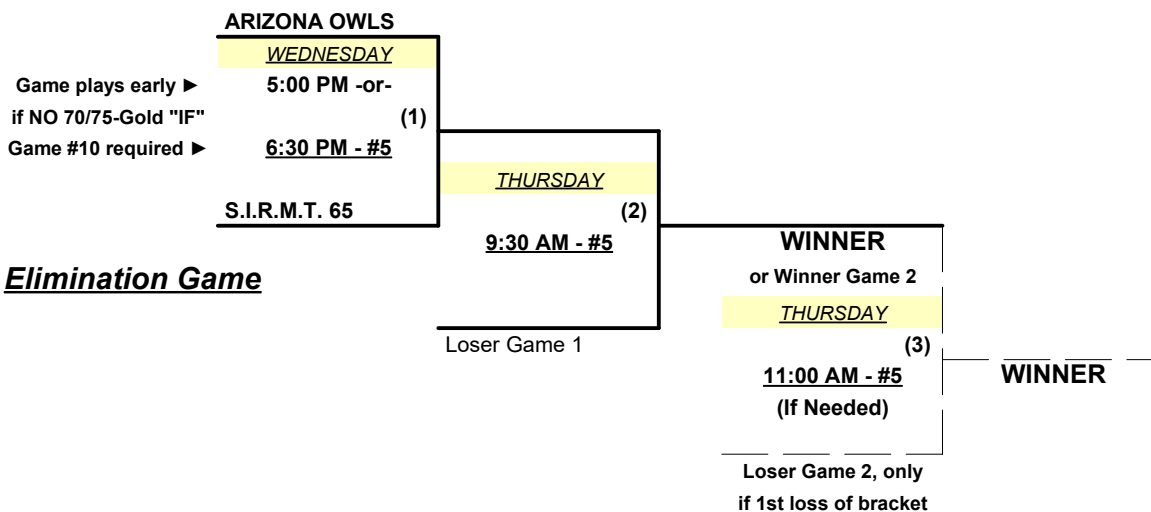 ARIZONA OWLS
WEDNESDAY
Game plays early ► 5:00 PM -or-
if NO 70/75-Gold "IF" (1)
Game #10 required ► 6:30 PM - #5
THURSDAY
S.I.R.M.T. 65 (2)
9:30 AM - #5 WINNER
Elimination Game or Winner Game 2
THURSDAY
Loser Game 1 (3)
11:00 AM - #5 WINNER
(If Needed)
Loser Game 2, only
if 1st loss of bracket